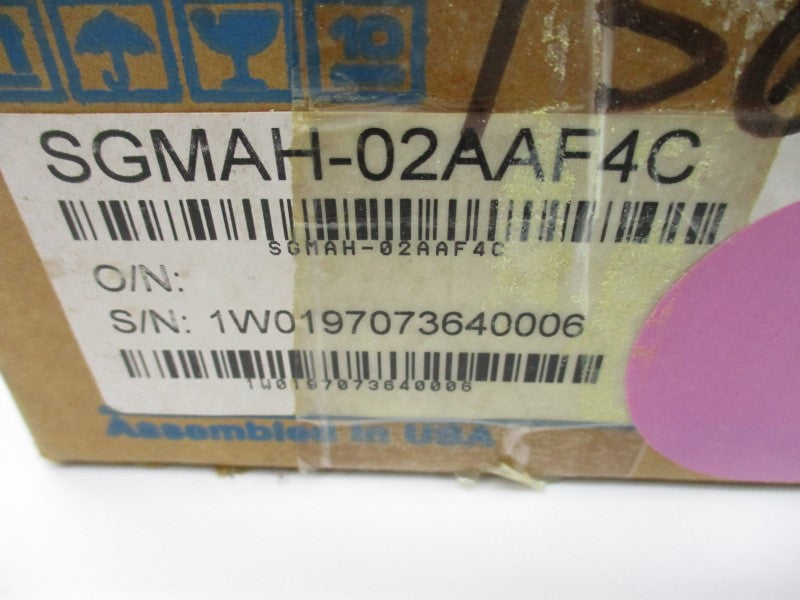 SGMAH-02AAF4C
SGMAH-02AAF4C
O/N:
S/N: 1W0197073640006
1W0197073640006
Assembled in USA